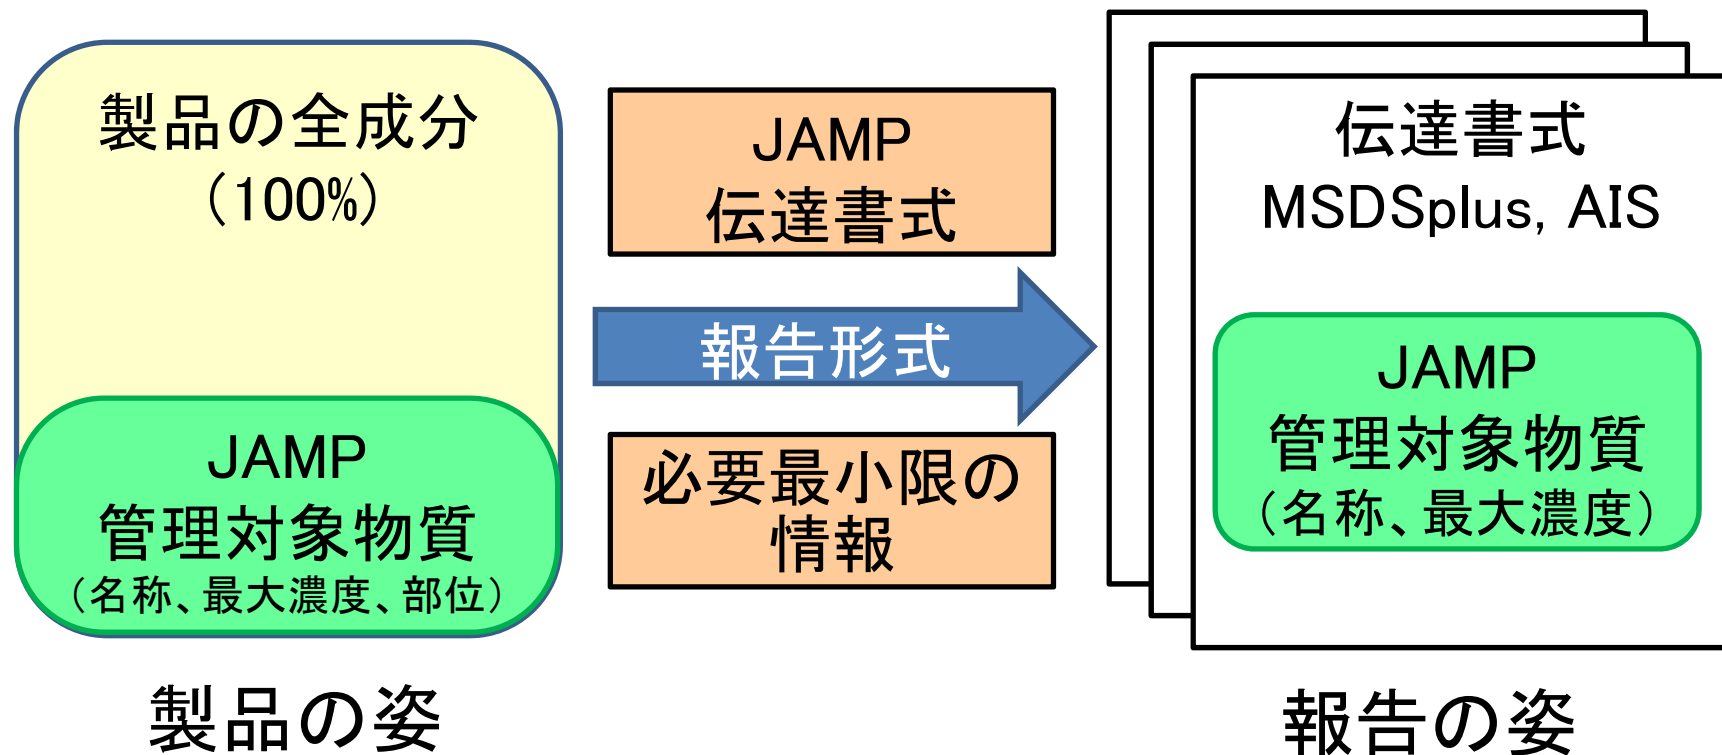 製品の全成分
（100%）
JAMP
管理対象物質
（名称、最大濃度、部位）
製品の姿
JAMP
伝達書式
報告形式
必要最小限の
情報
伝達書式
MSDSplus, AIS
JAMP
管理対象物質
（名称、最大濃度）
報告の姿